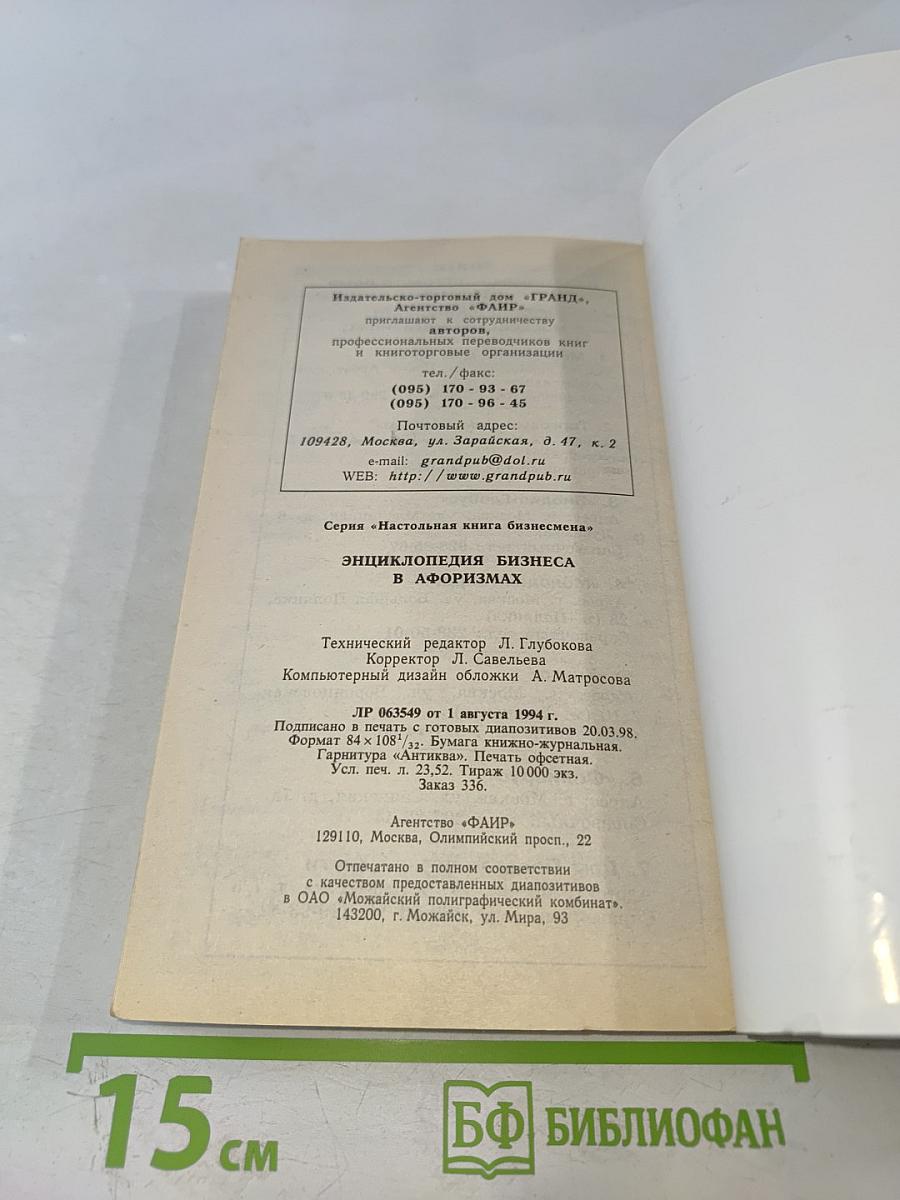 Издательско-торговый дом «ГРАНД»,
Агентство «ФАИР»
приглашают к сотрудничеству
авторов,
профессиональных переводчиков книг
и книготорговые организации
тел./факс:
(095) 170 - 93 - 67
(095) 170 - 96 - 45
Почтовый адрес:
109428, Москва, ул. Зарайская, д. 47, к. 2
e-mail: grandpub@dol.ru
WEB: http://www.grandpub.ru
Серия «Настольная книга бизнесмена»
ЭНЦИКЛОПЕДИЯ БИЗНЕСА
В АФОРИЗМАХ
Технический редактор Л. Глубокова
Корректор Л. Савельева
Компьютерный дизайн обложки А. Матросова
ЛР 063549 от 1 августа 1994 г.
Подписано в печать с готовых диапозитивов 20.03.98.
Формат 84×108¹/₃₂. Бумага книжно-журнальная.
Гарнитура «Антиква». Печать офсетная.
Усл. печ. л. 23,52. Тираж 10 000 экз.
Заказ 336.
Агентство «ФАИР»
129110, Москва, Олимпийский просп., 22
Отпечатано в полном соответствии
с качеством предоставленных диапозитивов
в ОАО «Можайский полиграфический комбинат».
143200, г. Можайск, ул. Мира, 93
15 см
БФ БИБЛИОФАН